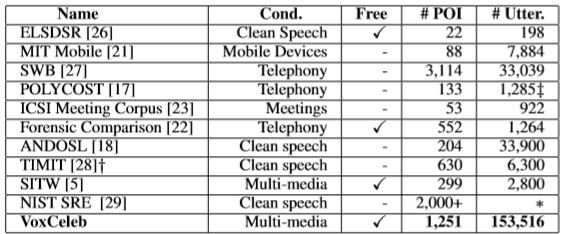 Name Cond. Free # POI # Utter.
ELSDSR [26] Clean Speech ✓ 22 198
MIT Mobile [21] Mobile Devices - 88 7,884
SWB [27] Telephony - 3,114 33,039
POLYCOST [17] Telephony - 133 1,285‡
ICSI Meeting Corpus [23] Meetings - 53 922
Forensic Comparison [22] Telephony ✓ 552 1,264
ANDOSL [18] Clean speech - 204 33,900
TIMIT [28]† Clean speech - 630 6,300
SITW [5] Multi-media ✓ 299 2,800
NIST SRE [29] Clean speech - 2,000+ *
VoxCeleb Multi-media ✓ 1,251 153,516